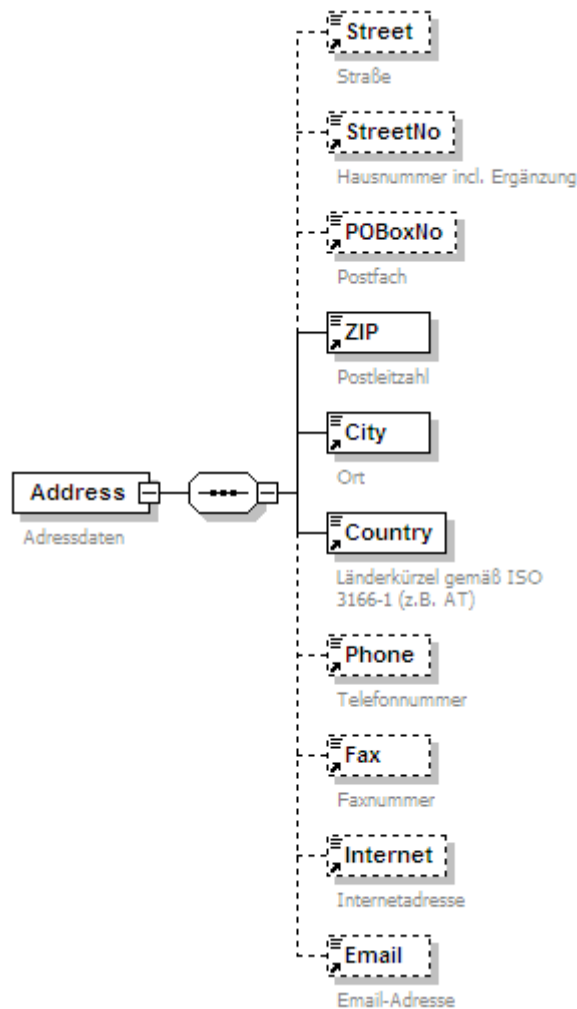 Street
Straße
StreetNo
Hausnummer incl. Ergänzung
POBoxNo
Postfach
ZIP
Postleitzahl
City
Ort
Address
Adressdaten
Country
Länderkürzel gemäß ISO
3166-1 (z.B. AT)
Phone
Telefonnummer
Fax
Faxnummer
Internet
Internetadresse
Email
Email-Adresse